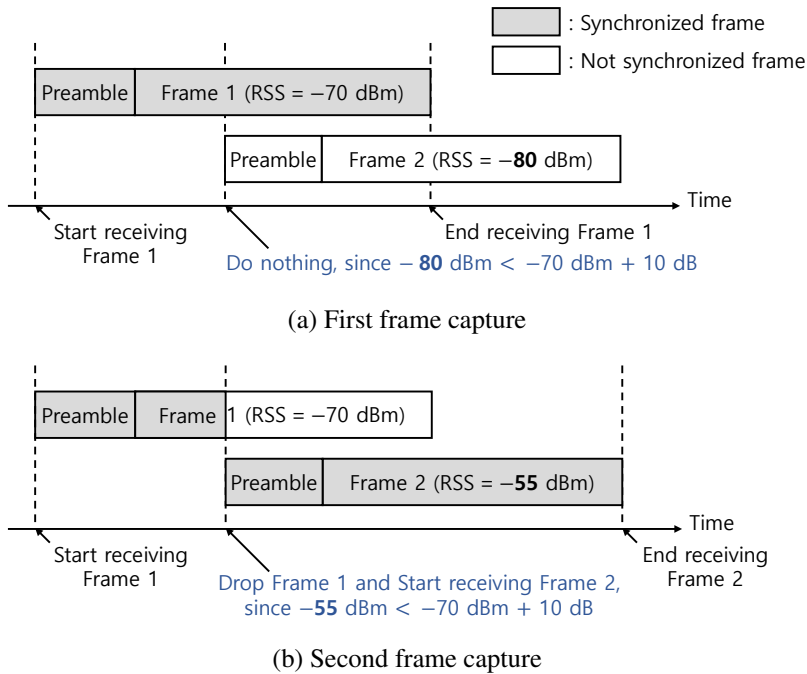 : Synchronized frame
: Not synchronized frame
Preamble Frame 1 (RSS = −70 dBm)
Preamble Frame 2 (RSS = −80 dBm)
Time
Start receiving
Frame 1
End receiving Frame 1
Do nothing, since − 80 dBm < −70 dBm + 10 dB
(a) First frame capture
Preamble Frame 1 (RSS = −70 dBm)
Preamble Frame 2 (RSS = −55 dBm)
Time
Start receiving
Frame 1
End receiving
Frame 2
Drop Frame 1 and Start receiving Frame 2,
since −55 dBm < −70 dBm + 10 dB
(b) Second frame capture